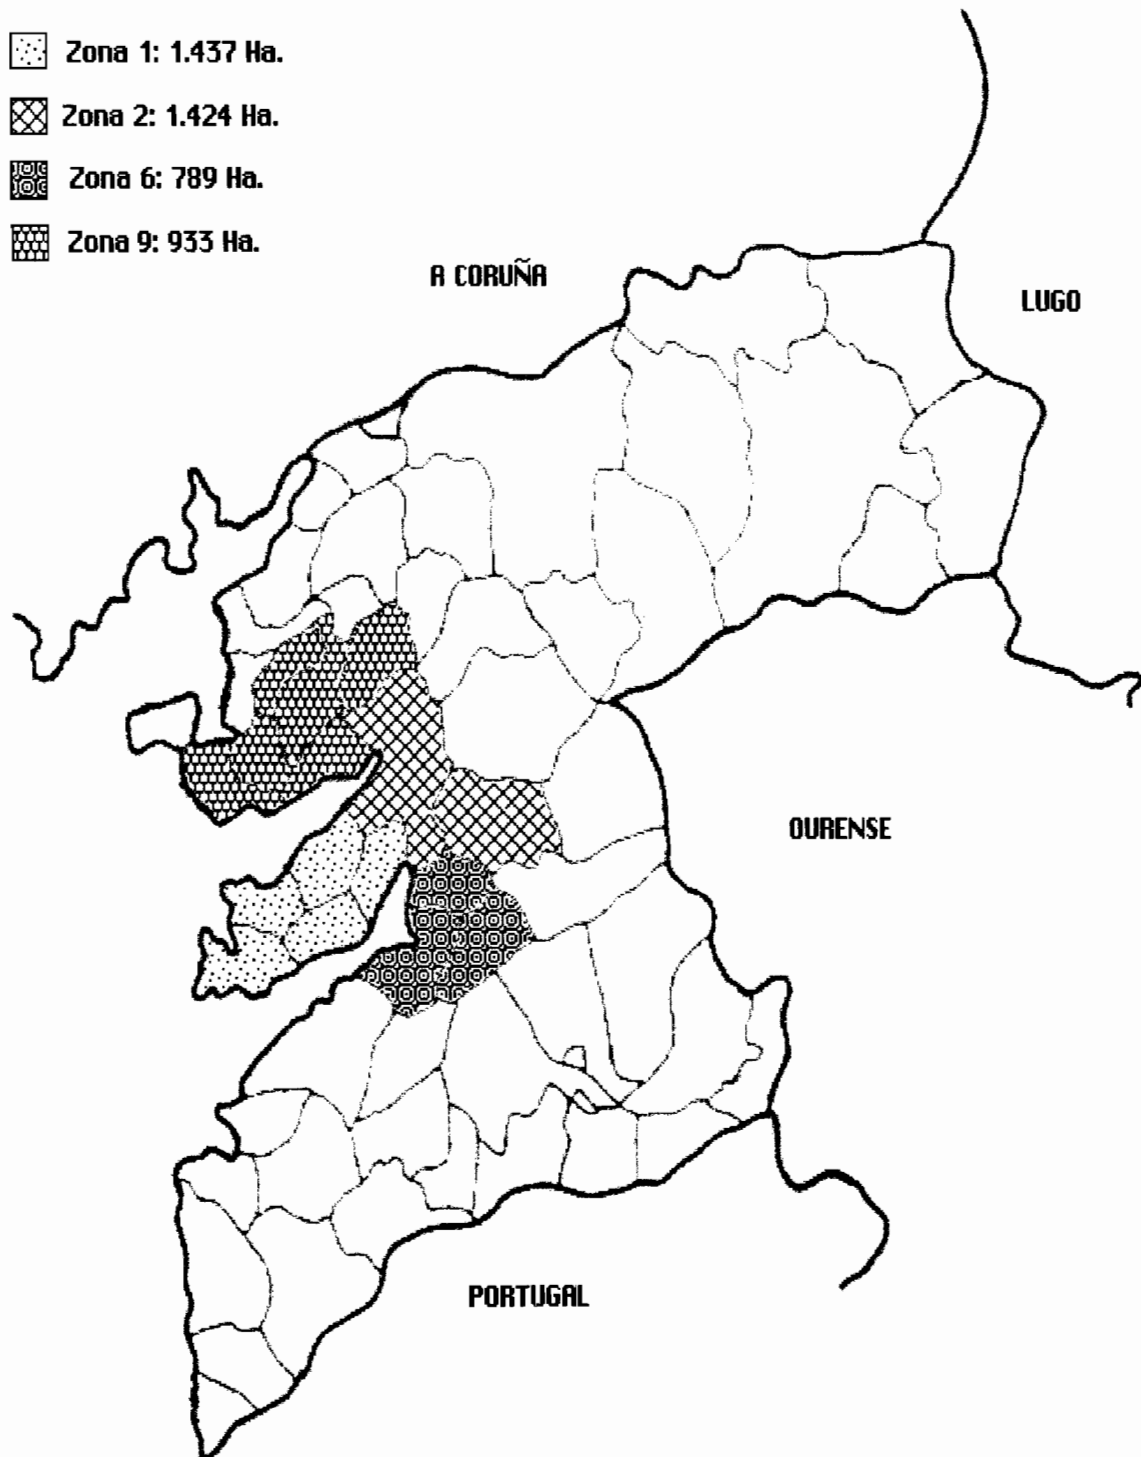 Zona 1: 1.437 Ha.
Zona 2: 1.424 Ha.
Zona 6: 789 Ha.
Zona 9: 933 Ha.
A CORUÑA
LUGO
OURENSE
PORTUGAL